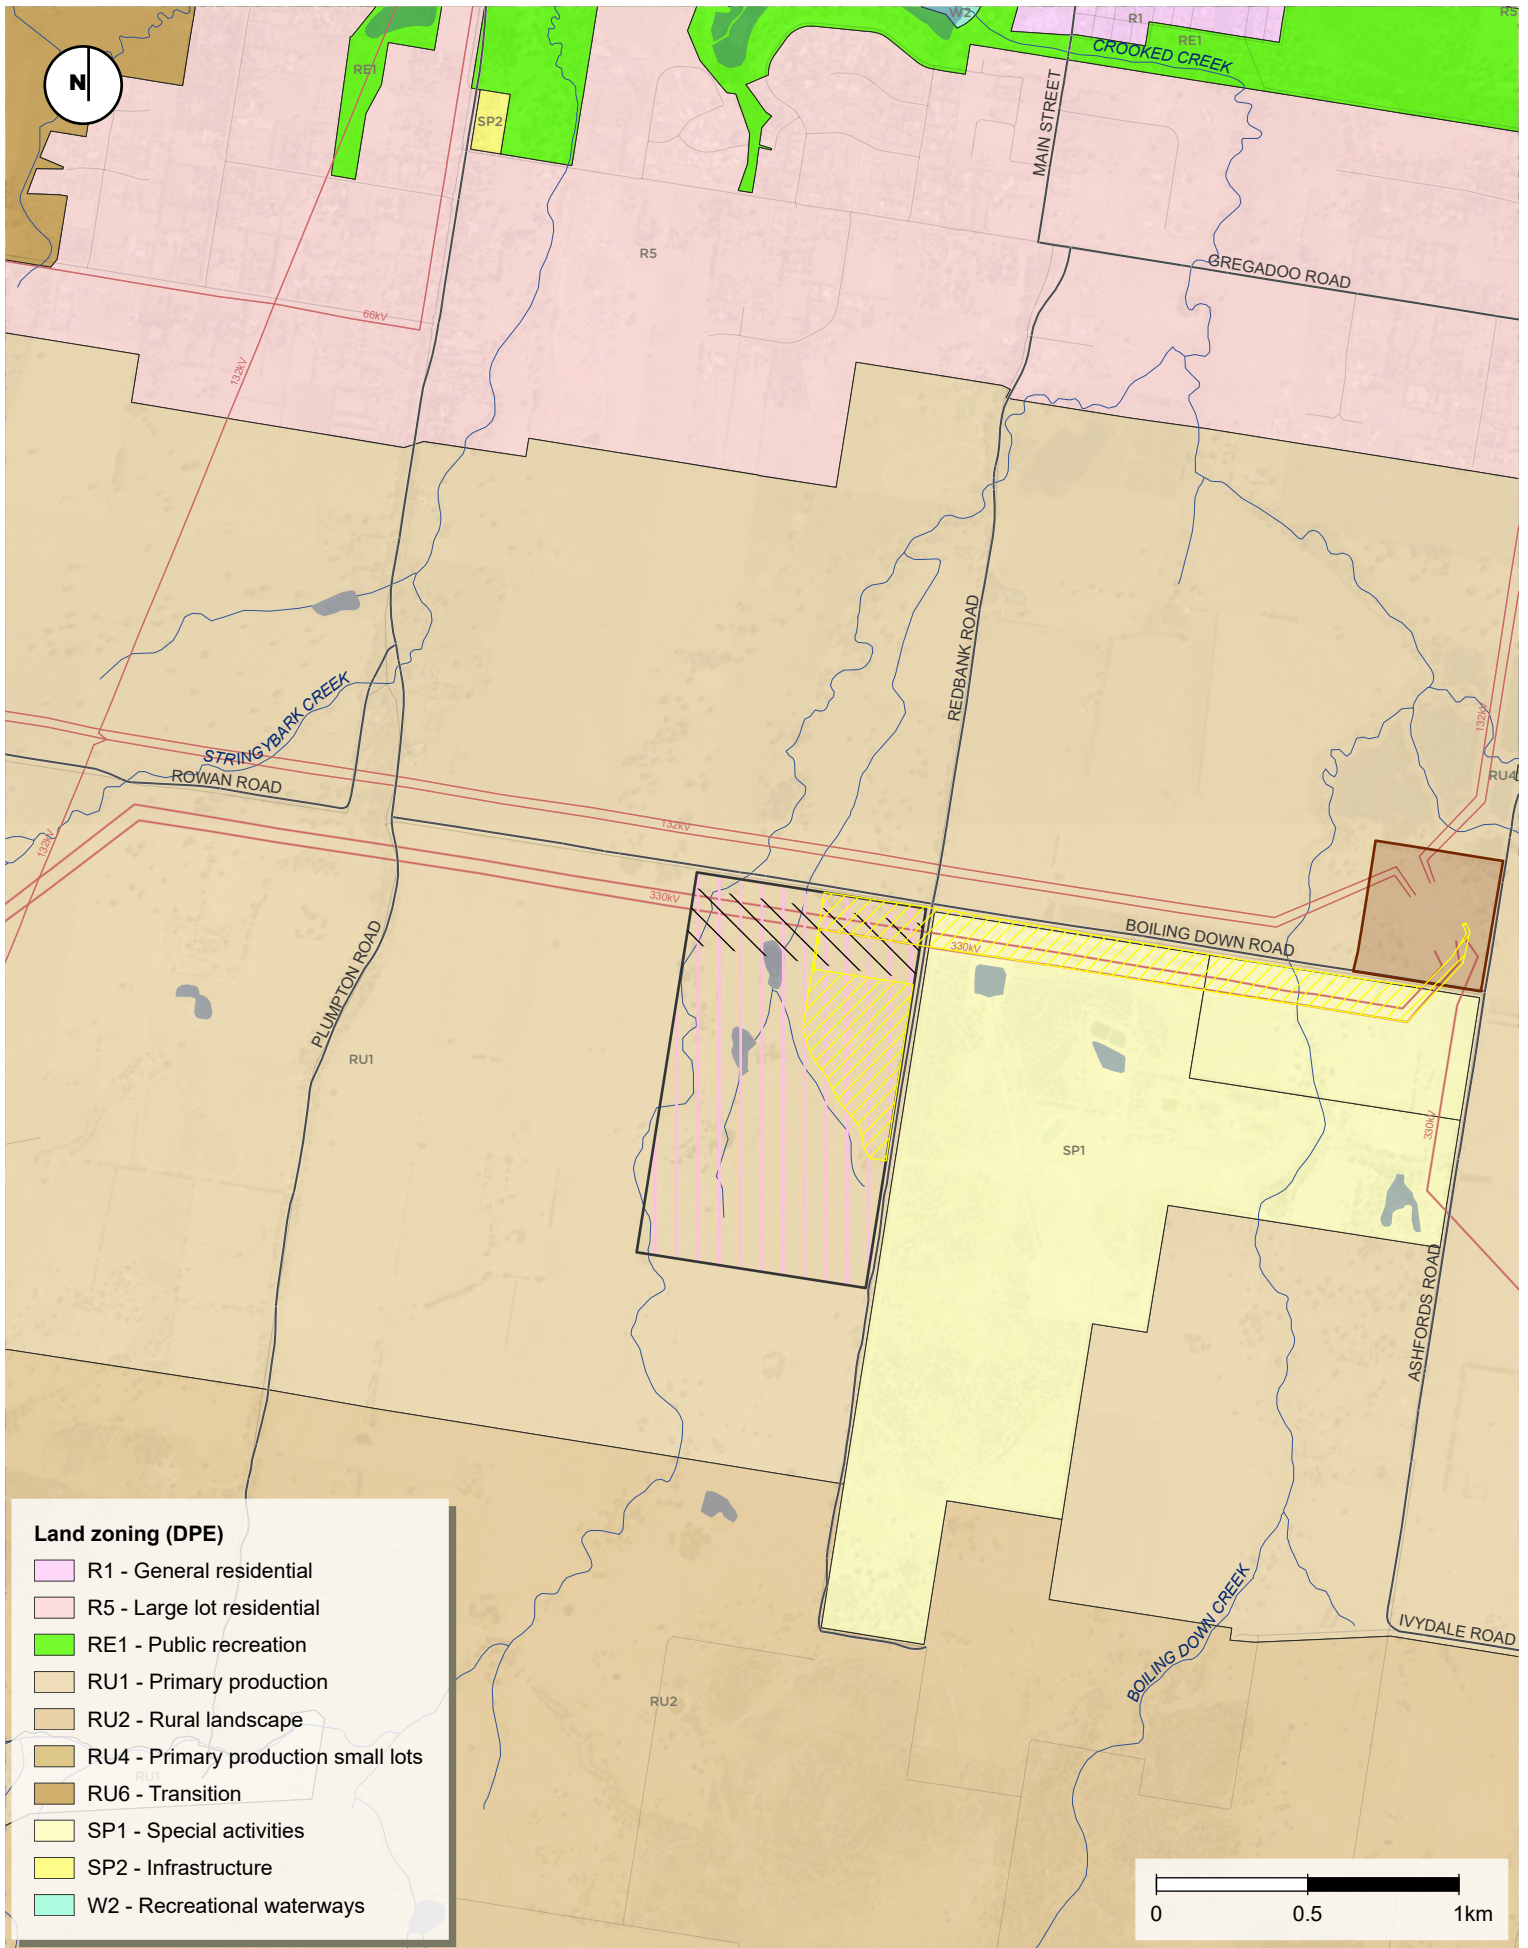 W2
R1
R5
RE1
CROOKED CREEK
N
RE1
SP2
MAIN STREET
R5
GREGADOO ROAD
66kV
132kV
REDBANK ROAD
STRINGYBARK CREEK
132kV
ROWAN ROAD
RU4
132kV
132kV
330kV
BOILING DOWN ROAD
330kV
PLUMPTON ROAD
RU1
330kV
SP1
ASHFORDS ROAD
BOILING DOWN CREEK
IVYDALE ROAD
RU2
Land zoning (DPE)
R1 - General residential
R5 - Large lot residential
RE1 - Public recreation
RU1 - Primary production
RU2 - Rural landscape
RU4 - Primary production small lots
RU1
RU6 - Transition
SP1 - Special activities
SP2 - Infrastructure
W2 - Recreational waterways
0 0.5 1km